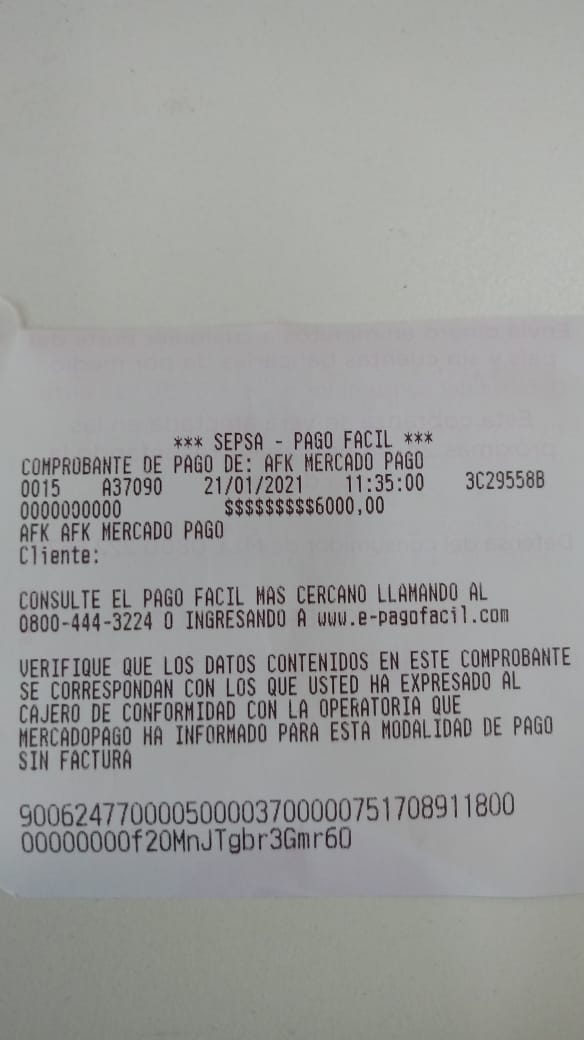 *** SEPSA - PAGO FACIL ***
COMPROBANTE DE PAGO DE: AFK MERCADO PAGO
0015 A37090 21/01/2021 11:35:00 3C29558B
0000000000 $$$$$$$$$6000,00
AFK AFK MERCADO PAGO
Cliente:
CONSULTE EL PAGO FACIL MAS CERCANO LLAMANDO AL
0800-444-3224 O INGRESANDO A www.e-pagofacil.com
VERIFIQUE QUE LOS DATOS CONTENIDOS EN ESTE COMPROBANTE
SE CORRESPONDAN CON LOS QUE USTED HA EXPRESADO AL
CAJERO DE CONFORMIDAD CON LA OPERATORIA QUE
MERCADOPAGO HA INFORMADO PARA ESTA MODALIDAD DE PAGO
SIN FACTURA
900624770000500003700000751708911800
00000000f20MnJTgbr3Gmr60